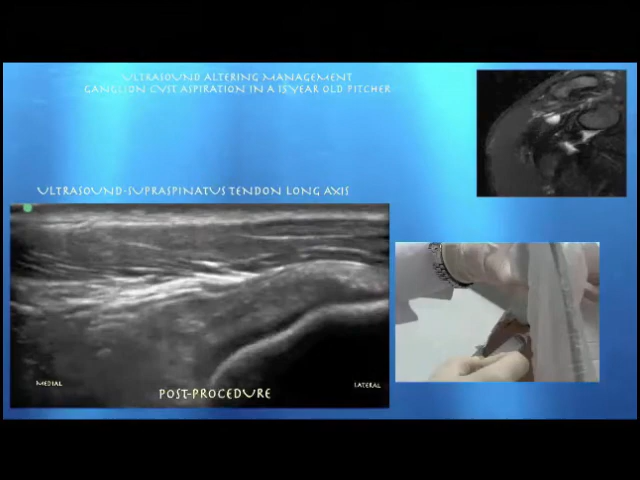 ULTRASOUND ALTERING MANAGEMENT
GANGLION CYST ASPIRATION IN A 15 YEAR OLD PITCHER
ULTRASOUND-SUPRASPINATUS TENDON LONG AXIS
MEDIAL
LATERAL
POST-PROCEDURE